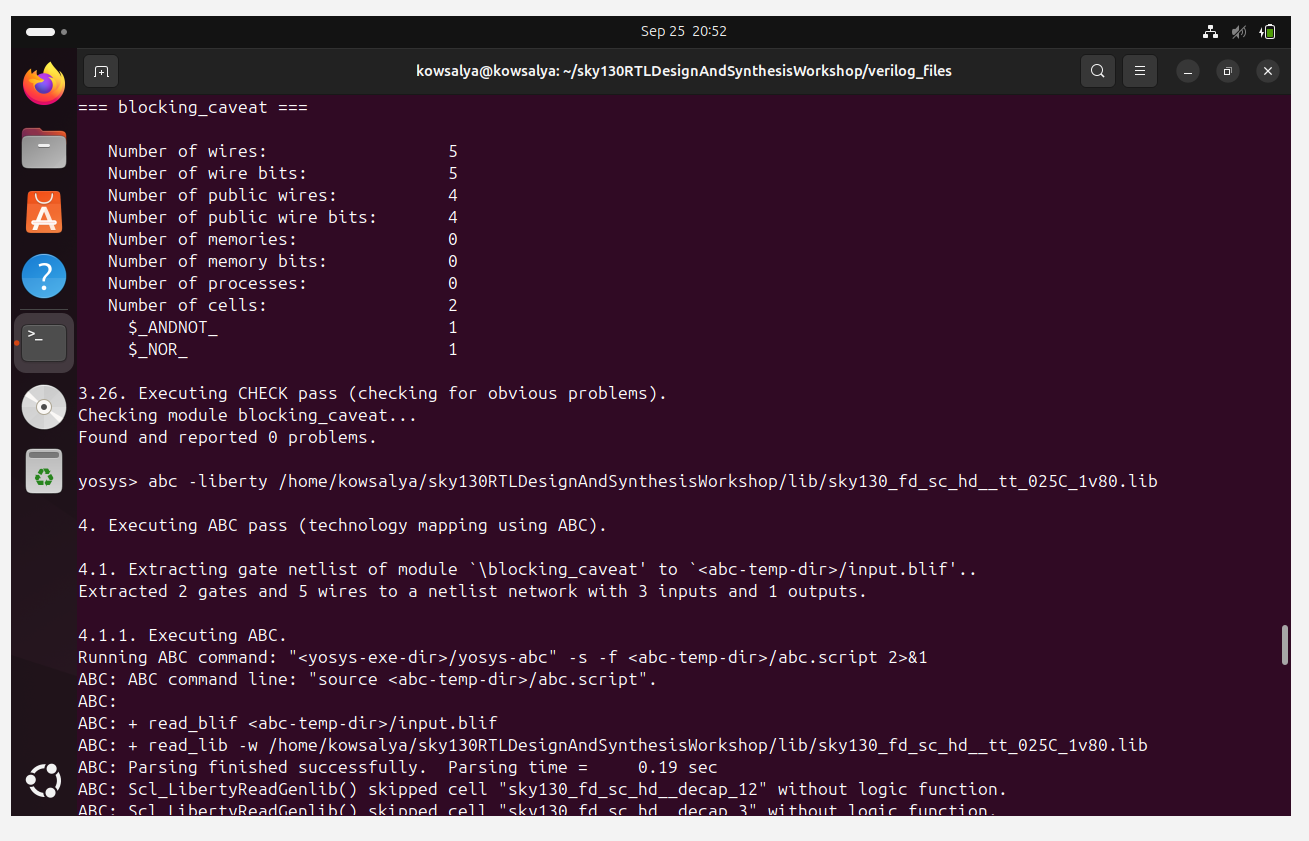 Sep 25 20:52
kowsalya@kowsalya: ~/sky130RTLDesignAndSynthesisWorkshop/verilog_files
=== blocking_caveat ===
Number of wires: 5
Number of wire bits: 5
Number of public wires: 4
Number of public wire bits: 4
Number of memories: 0
Number of memory bits: 0
Number of processes: 0
Number of cells: 2
$_ANDNOT_ 1
$_NOR_ 1
3.26. Executing CHECK pass (checking for obvious problems).
Checking module blocking_caveat...
Found and reported 0 problems.
yosys> abc -liberty /home/kowsalya/sky130RTLDesignAndSynthesisWorkshop/lib/sky130_fd_sc_hd__tt_025C_1v80.lib
4. Executing ABC pass (technology mapping using ABC).
4.1. Extracting gate netlist of module `\blocking_caveat' to `<abc-temp-dir>/input.blif'..
Extracted 2 gates and 5 wires to a netlist network with 3 inputs and 1 outputs.
4.1.1. Executing ABC.
Running ABC command: "<yosys-exe-dir>/yosys-abc" -s -f <abc-temp-dir>/abc.script 2>&1
ABC: ABC command line: "source <abc-temp-dir>/abc.script".
ABC:
ABC: + read_blif <abc-temp-dir>/input.blif
ABC: + read_lib -w /home/kowsalya/sky130RTLDesignAndSynthesisWorkshop/lib/sky130_fd_sc_hd__tt_025C_1v80.lib
ABC: Parsing finished successfully.  Parsing time =     0.19 sec
ABC: Scl_LibertyReadGenlib() skipped cell "sky130_fd_sc_hd__decap_12" without logic function.
ABC: Scl_LibertyReadGenlib() skipped cell "sky130_fd_sc_hd__decap_3" without logic function.